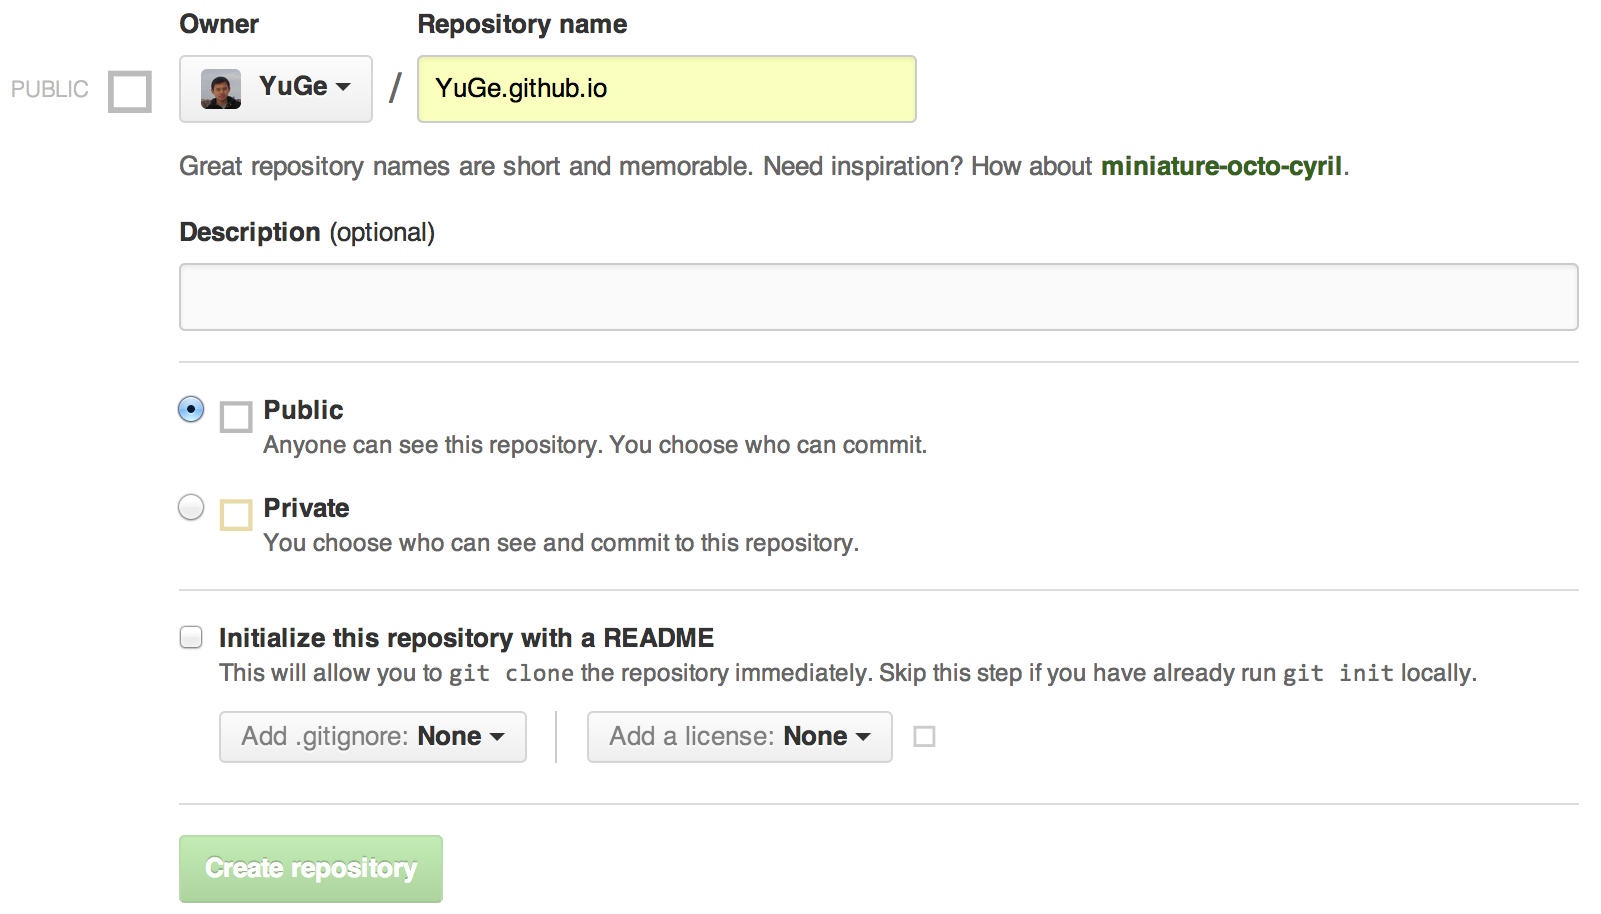 Owner
Repository name
PUBLIC
YuGe
/
YuGe.github.io
Great repository names are short and memorable. Need inspiration? How about miniature-octo-cyril.
Description (optional)
Public
Anyone can see this repository. You choose who can commit.
Private
You choose who can see and commit to this repository.
Initialize this repository with a README
This will allow you to git clone the repository immediately. Skip this step if you have already run git init locally.
Add .gitignore: None
Add a license: None
Create repository